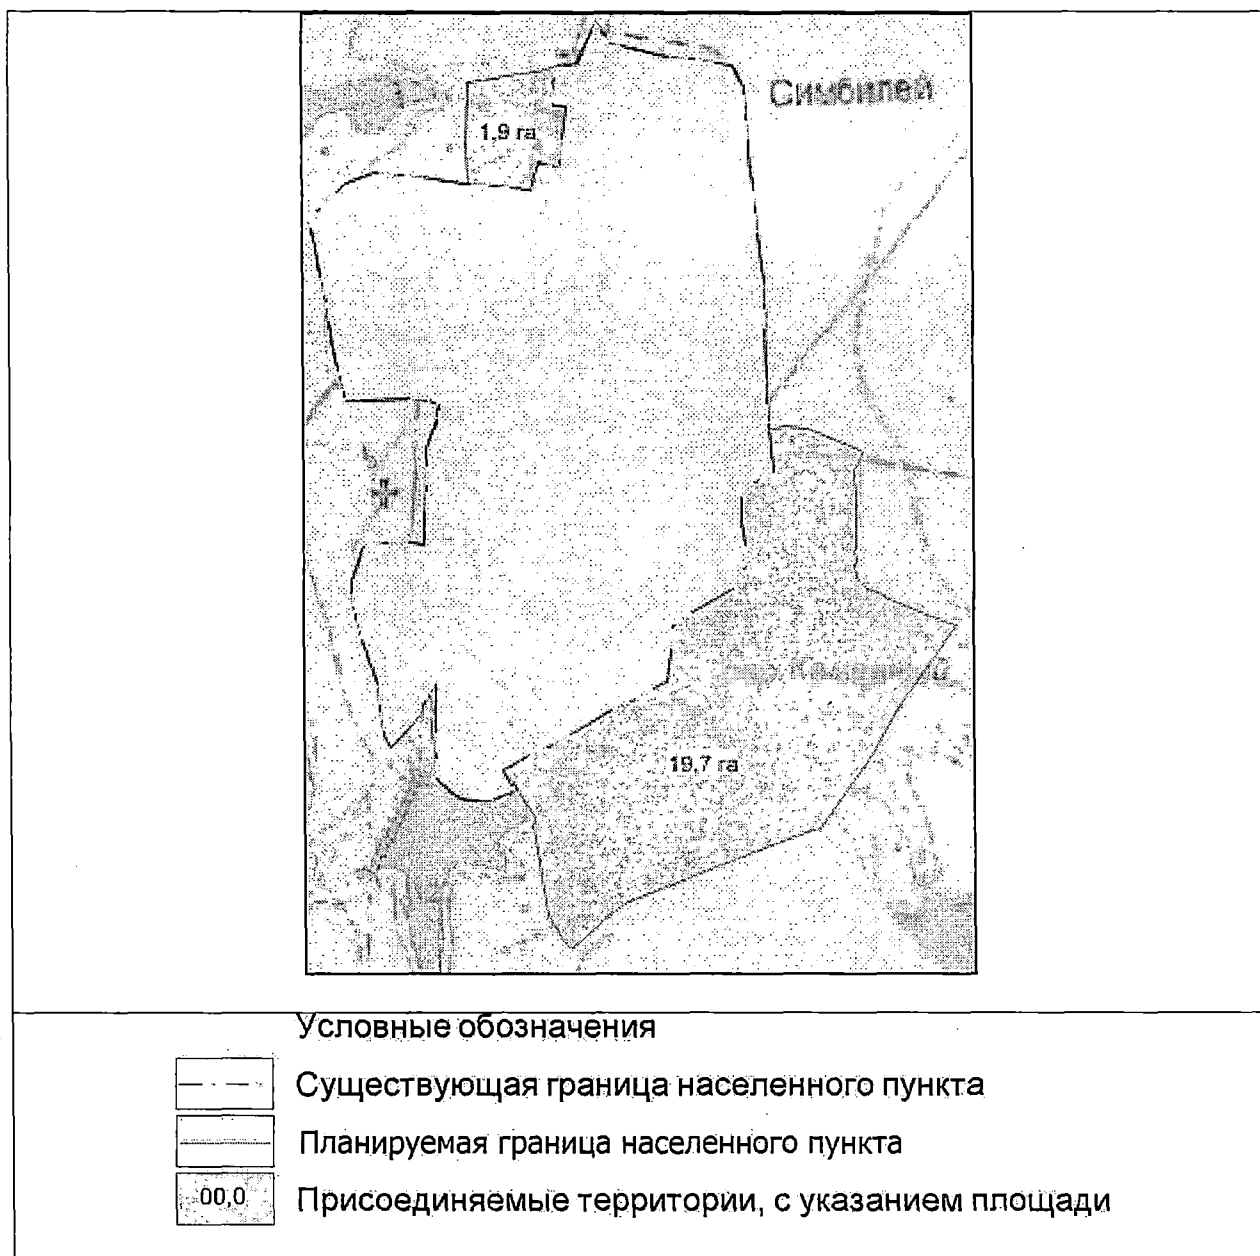 Симбилей
1,9 га
19,7 га
Условные обозначения
Существующая граница населенного пункта
Планируемая граница населенного пункта
00,0
Присоединяемые территории, с указанием площади